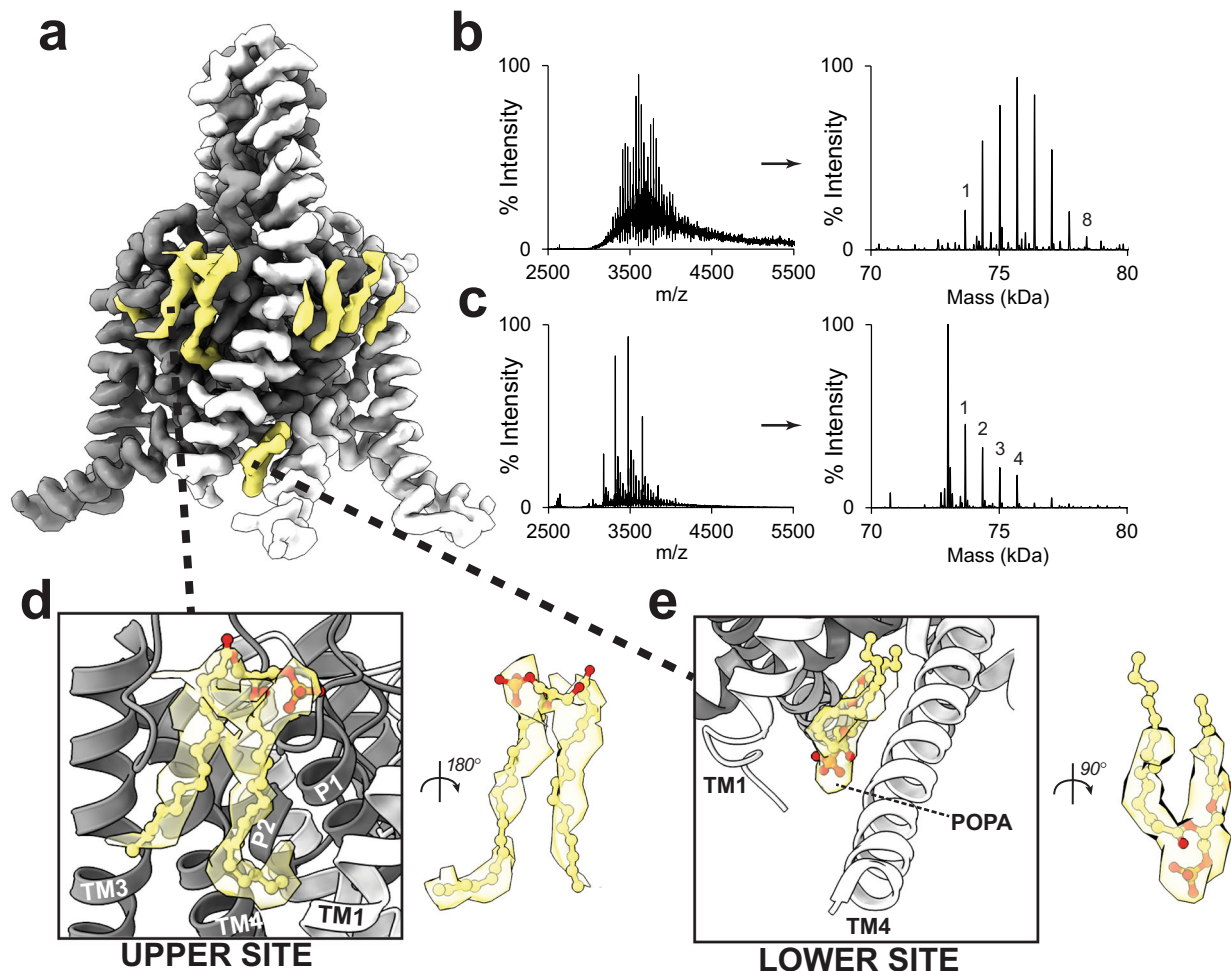 a
b
100
% Intensity
0
2500
3500
4500
5500
m/z
100
% Intensity
1
8
0
70
75
80
Mass (kDa)
c
100
% Intensity
0
2500
3500
4500
5500
m/z
100
% Intensity
1
2
3
4
0
70
75
80
Mass (kDa)
d
P1
P2
TM3
TM4
TM1
UPPER SITE
180°
e
TM1
POPA
TM4
LOWER SITE
90°